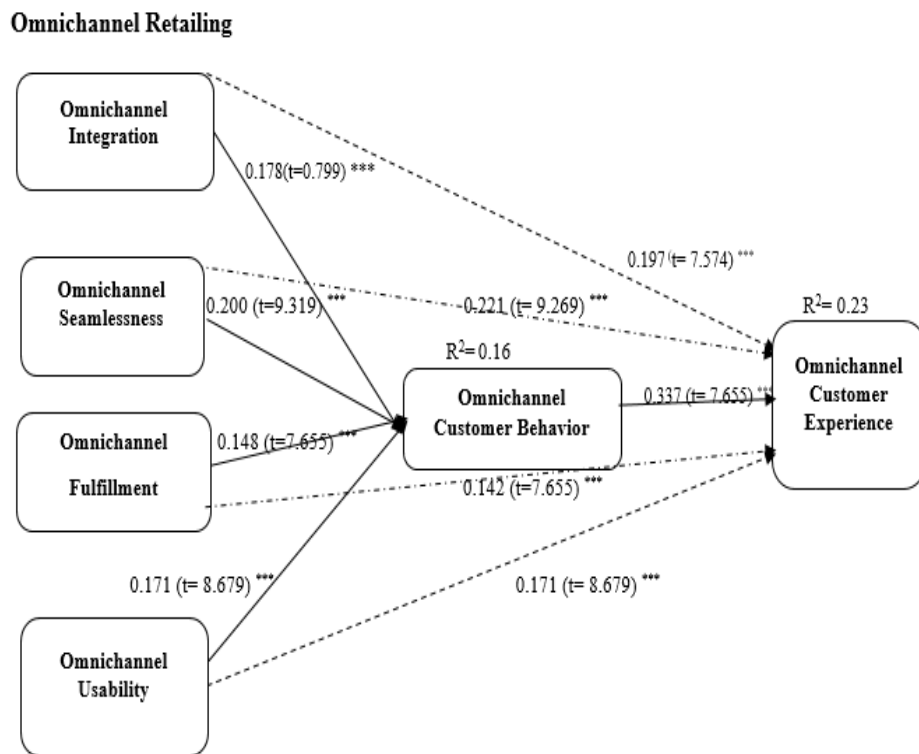 Omnichannel Retailing
Omnichannel
Integration
0.178(t=0.799) ***
0.197(t= 7.574) ***
Omnichannel
Seamlessness
0.200 (t=9.319) ***
0.221 (t= 9.269) ***
R²= 0.23
R²= 0.16
Omnichannel
Customer Behavior
0.337 (t= 7.655) ***
Omnichannel
Customer
Experience
Omnichannel
Fulfillment
0.148 (t=7.655) ***
0.142 (t=7.655) ***
0.171 (t= 8.679) ***
0.171 (t= 8.679) ***
Omnichannel
Usability